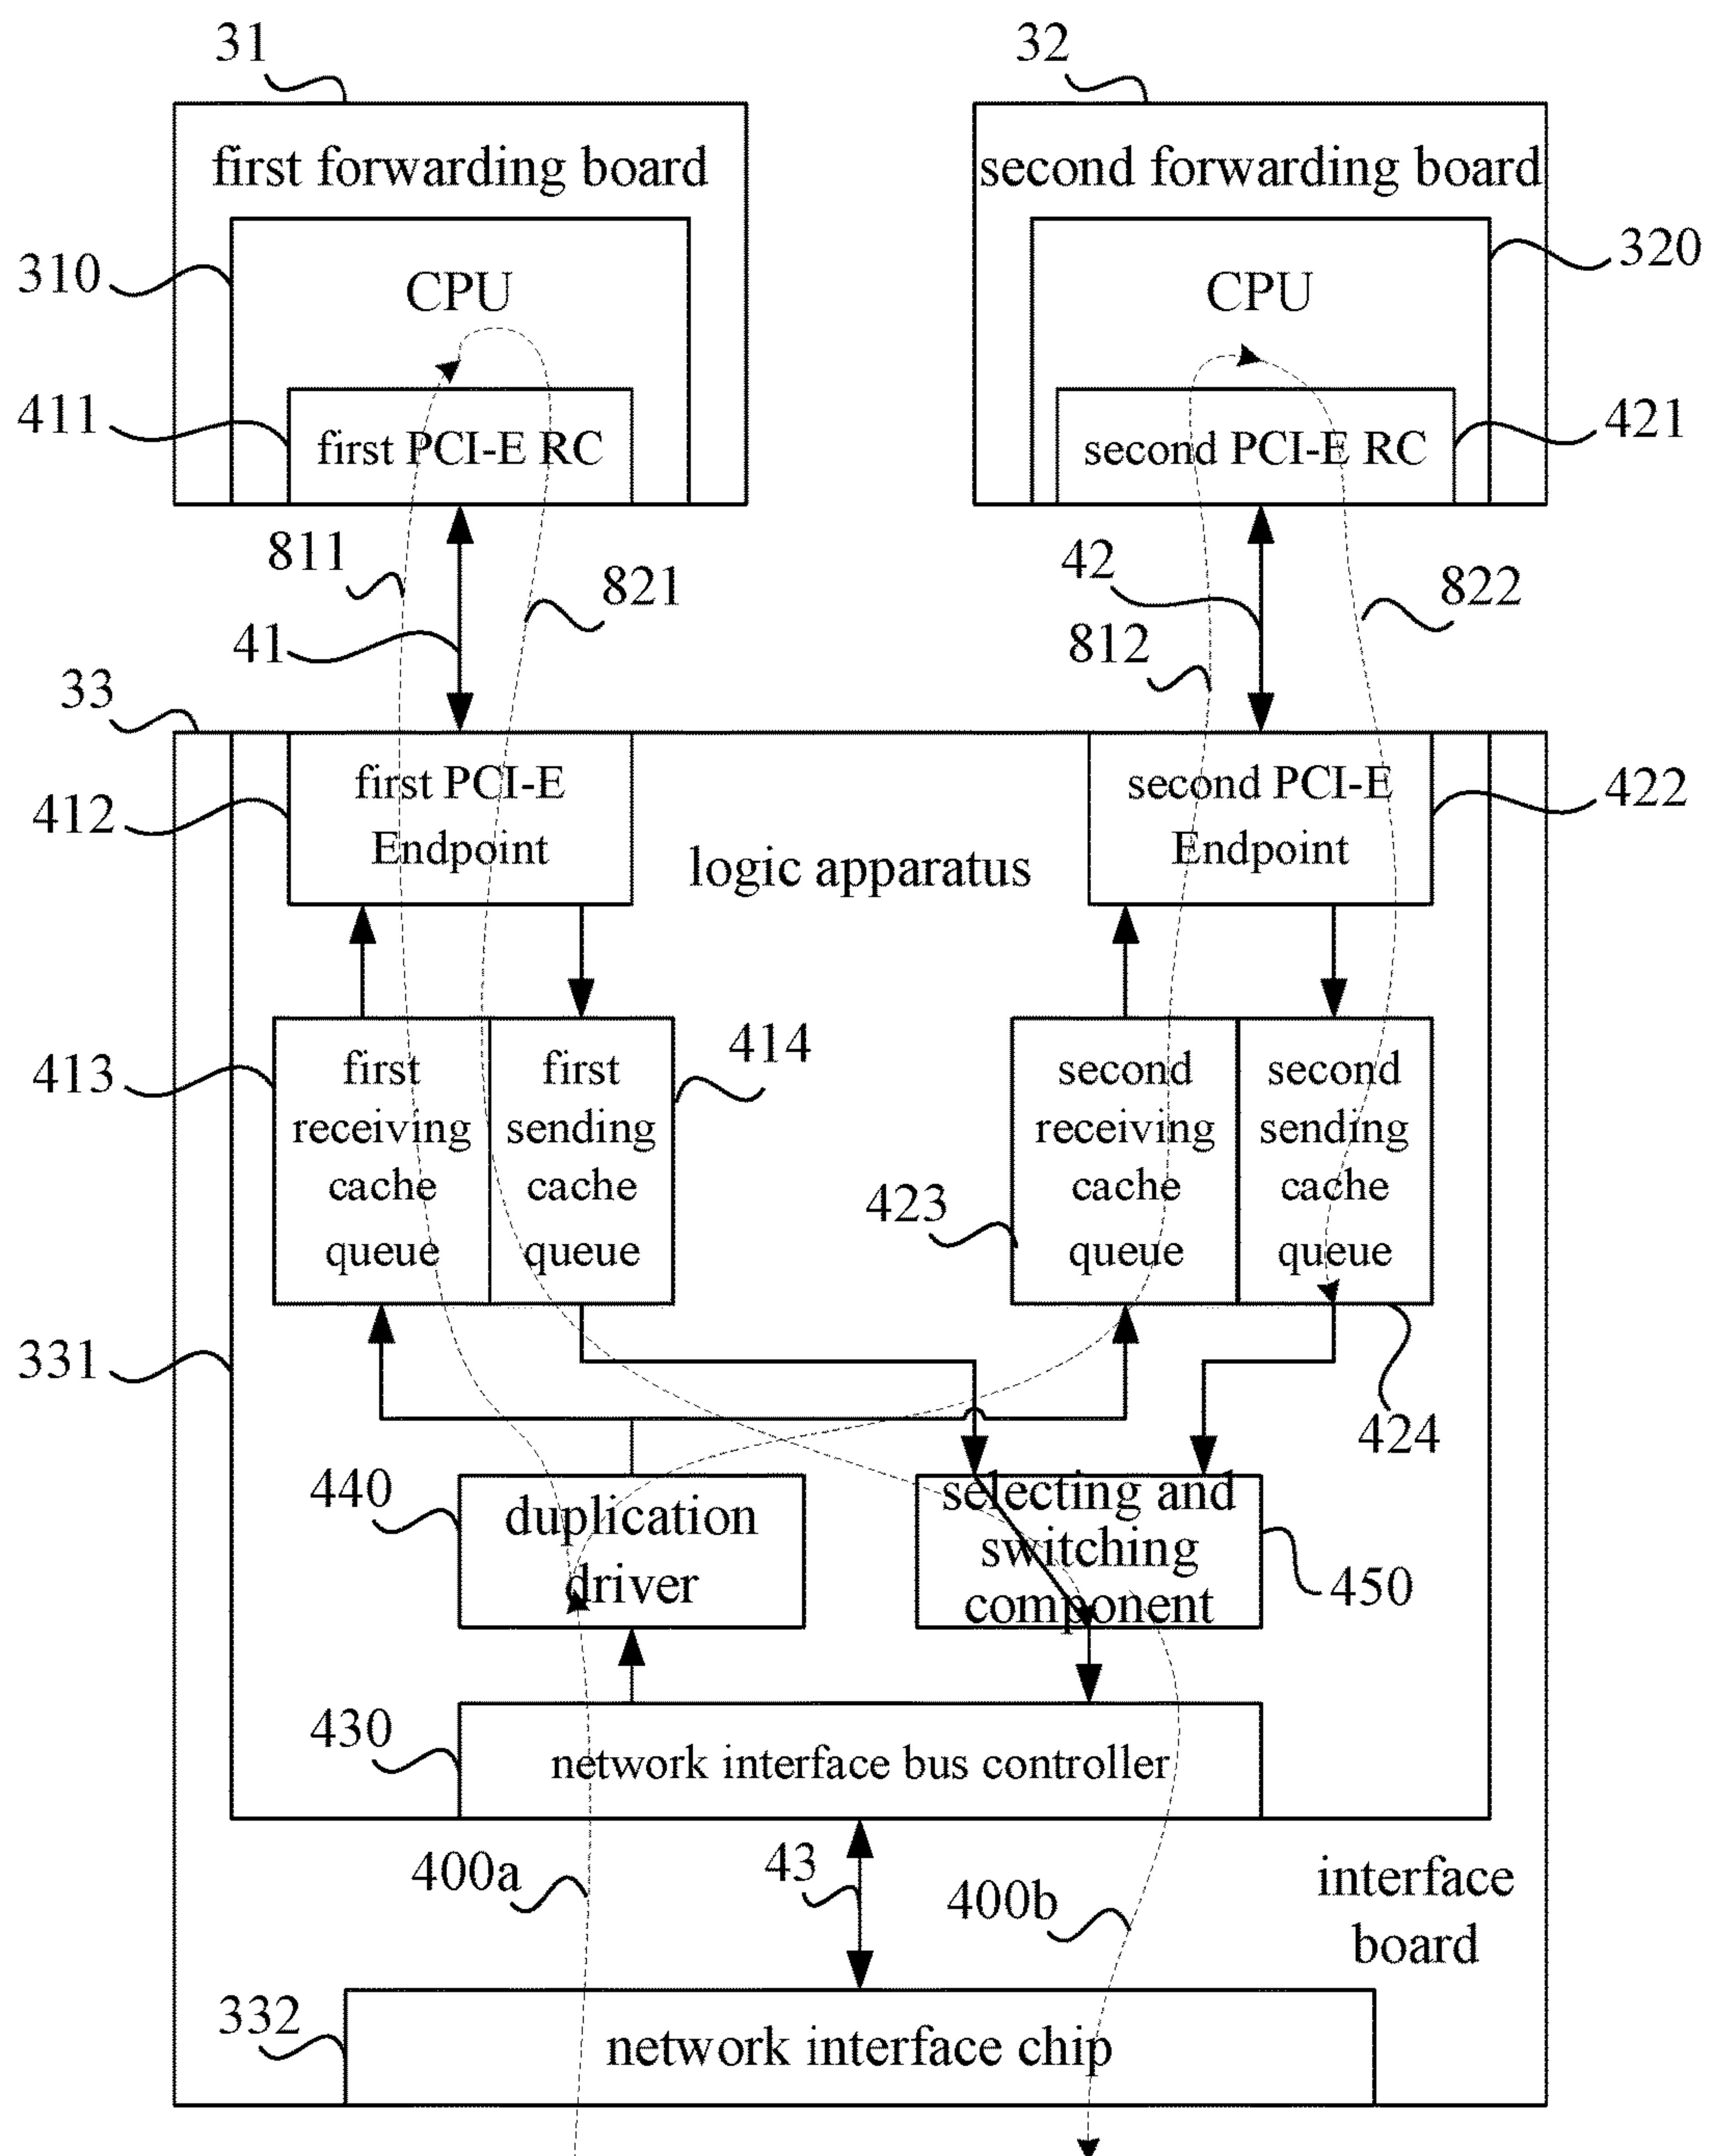 31
32
first forwarding board
second forwarding board
310
CPU
CPU
320
411
first PCI-E RC
second PCI-E RC
421
811
821
42
822
41
812
33
412
first PCI-E
Endpoint
logic apparatus
second PCI-E
Endpoint
422
413
first
receiving
cache
queue
first
sending
cache
queue
414
423
second
receiving
cache
queue
second
sending
cache
queue
331
424
440
duplication
driver
selecting and
switching
component
450
430
network interface bus controller
400a
43
400b
interface
board
332
network interface chip